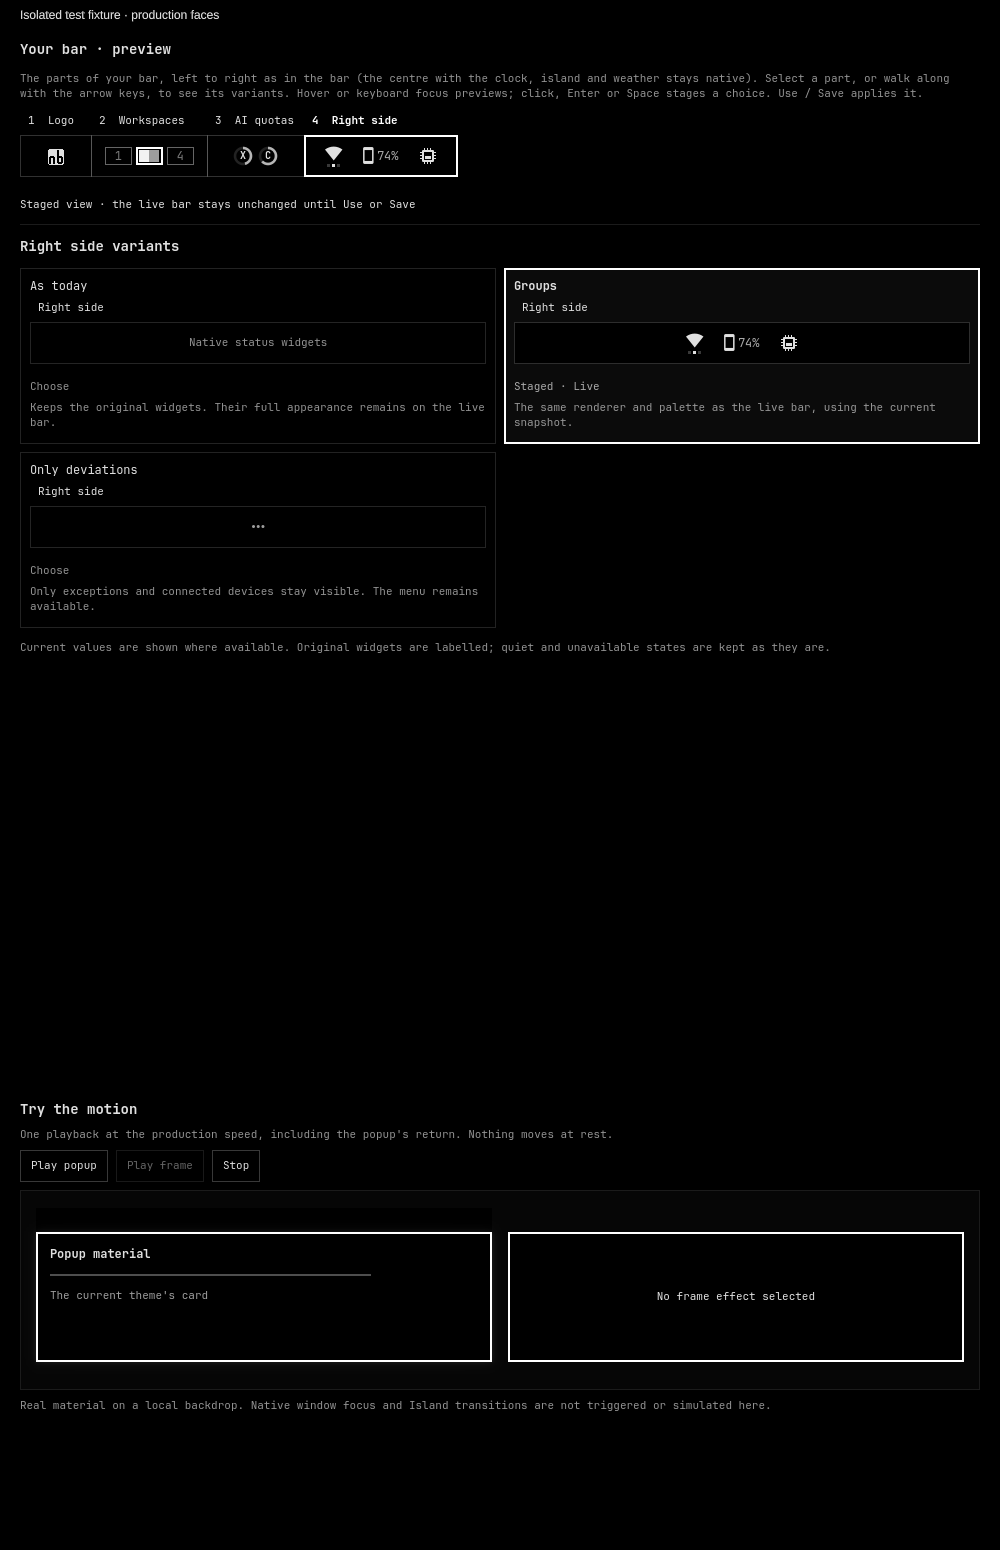 Isolated test fixture · production faces
Your bar · preview
The parts of your bar, left to right as in the bar (the centre with the clock, island and weather stays native). Select a part, or walk along
with the arrow keys, to see its variants. Hover or keyboard focus previews; click, Enter or Space stages a choice. Use / Save applies it.
1 Logo 2 Workspaces 3 AI quotas 4 Right side
1 4 X C 74%
Staged view · the live bar stays unchanged until Use or Save
Right side variants
As today
Right side
Native status widgets
Choose
Keeps the original widgets. Their full appearance remains on the live
bar.
Groups
Right side
74%
Staged · Live
The same renderer and palette as the live bar, using the current
snapshot.
Only deviations
Right side
•••
Choose
Only exceptions and connected devices stay visible. The menu remains
available.
Current values are shown where available. Original widgets are labelled; quiet and unavailable states are kept as they are.
Try the motion
One playback at the production speed, including the popup's return. Nothing moves at rest.
Play popup Play frame Stop
Popup material
The current theme's card
No frame effect selected
Real material on a local backdrop. Native window focus and Island transitions are not triggered or simulated here.